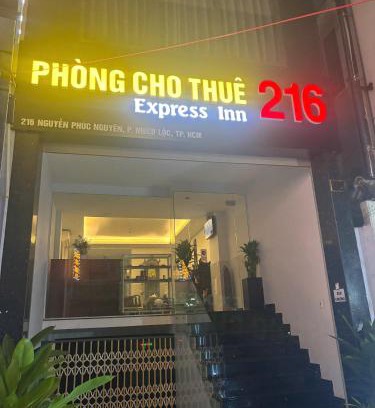 PHÒNG CHO THUÊ 216
Express Inn
216 NGUYỄN PHÚC NGUYÊN, P. NHIÊU LỘC, TP. HCM